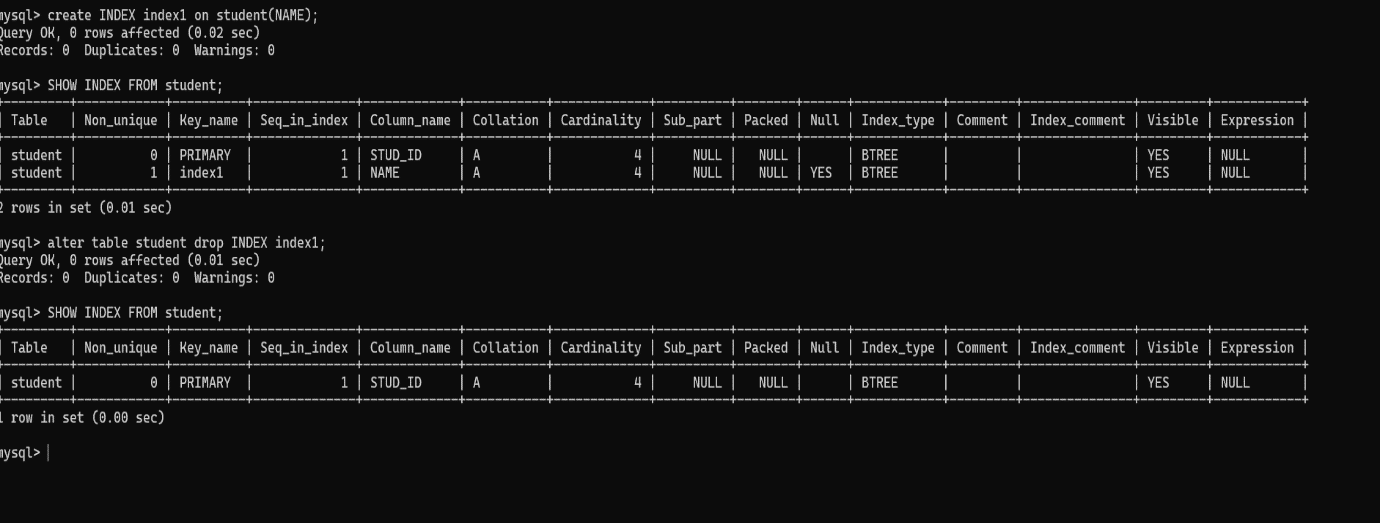 mysql> create INDEX index1 on student(NAME);
Query OK, 0 rows affected (0.02 sec)
Records: 0  Duplicates: 0  Warnings: 0
mysql> SHOW INDEX FROM student;
+---------+------------+----------+--------------+-------------+-----------+-------------+----------+--------+------+------------+---------+---------------+---------+------------+
| Table   | Non_unique | Key_name | Seq_in_index | Column_name | Collation | Cardinality | Sub_part | Packed | Null | Index_type | Comment | Index_comment | Visible | Expression |
+---------+------------+----------+--------------+-------------+-----------+-------------+----------+--------+------+------------+---------+---------------+---------+------------+
| student |          0 | PRIMARY  |            1 | STUD_ID     | A         |           4 |     NULL |   NULL |      | BTREE      |         |               | YES     | NULL       |
| student |          1 | index1   |            1 | NAME        | A         |           4 |     NULL |   NULL | YES  | BTREE      |         |               | YES     | NULL       |
+---------+------------+----------+--------------+-------------+-----------+-------------+----------+--------+------+------------+---------+---------------+---------+------------+
2 rows in set (0.01 sec)
mysql> alter table student drop INDEX index1;
Query OK, 0 rows affected (0.01 sec)
Records: 0  Duplicates: 0  Warnings: 0
mysql> SHOW INDEX FROM student;
+---------+------------+----------+--------------+-------------+-----------+-------------+----------+--------+------+------------+---------+---------------+---------+------------+
| Table   | Non_unique | Key_name | Seq_in_index | Column_name | Collation | Cardinality | Sub_part | Packed | Null | Index_type | Comment | Index_comment | Visible | Expression |
+---------+------------+----------+--------------+-------------+-----------+-------------+----------+--------+------+------------+---------+---------------+---------+------------+
| student |          0 | PRIMARY  |            1 | STUD_ID     | A         |           4 |     NULL |   NULL |      | BTREE      |         |               | YES     | NULL       |
+---------+------------+----------+--------------+-------------+-----------+-------------+----------+--------+------+------------+---------+---------------+---------+------------+
1 row in set (0.00 sec)
mysql>